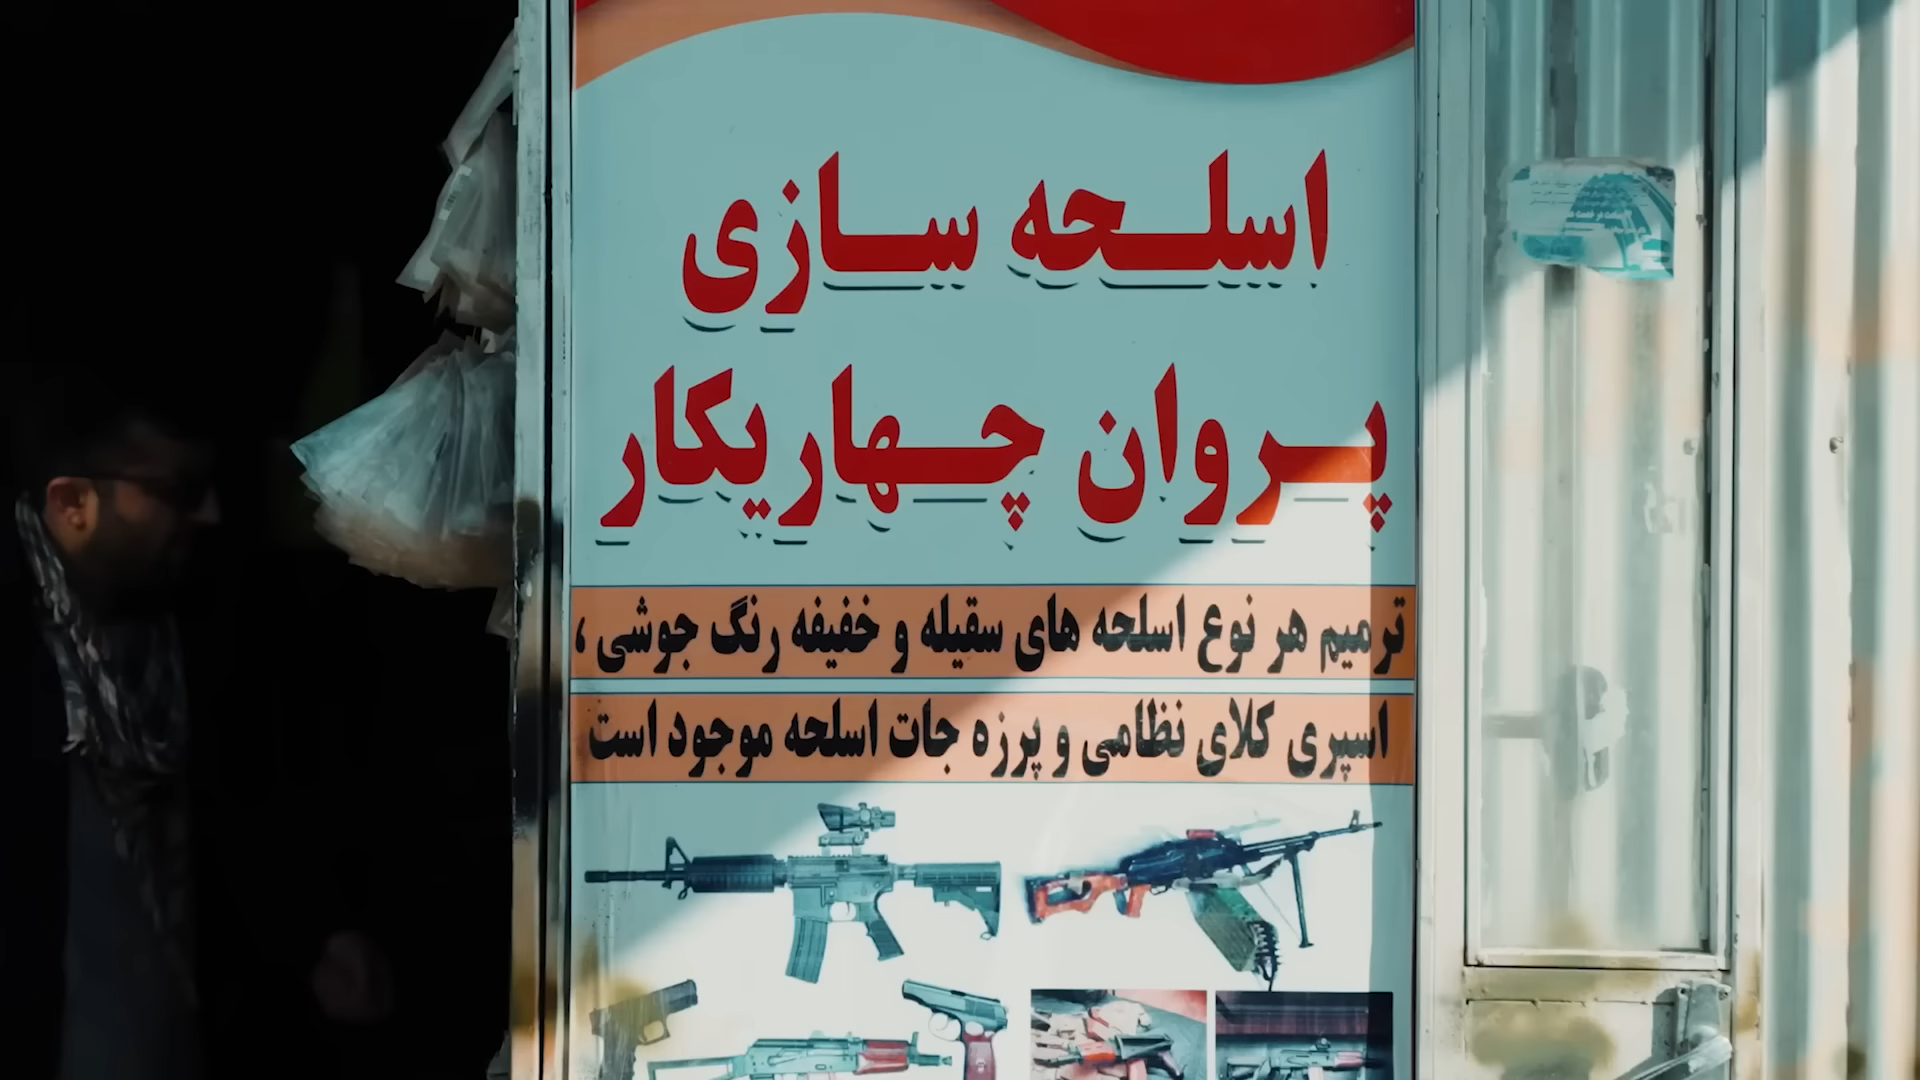 اسلحه سازی
پروان چهاریکار
ترمیم هر نوع اسلحه های سقیله و خفیفه رنگ جوشی ،
اسپری کلای نظامی و پرزه جات اسلحه موجود است